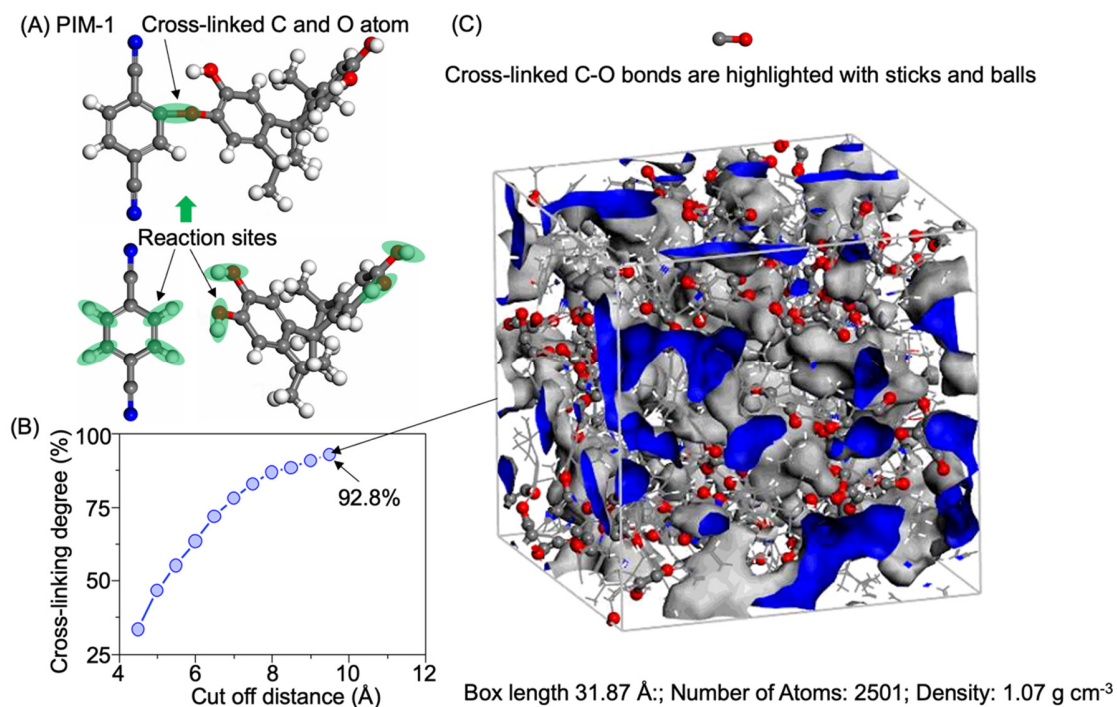 (A) PIM-1 Cross-linked C and O atom
Reaction sites
(B)
Cross-linking degree (%)
100
75
50
25
92.8%
4 6 8 10 12
Cut off distance (Å)
(C)
Cross-linked C-O bonds are highlighted with sticks and balls
Box length 31.87 Å:; Number of Atoms: 2501; Density: 1.07 g cm⁻³